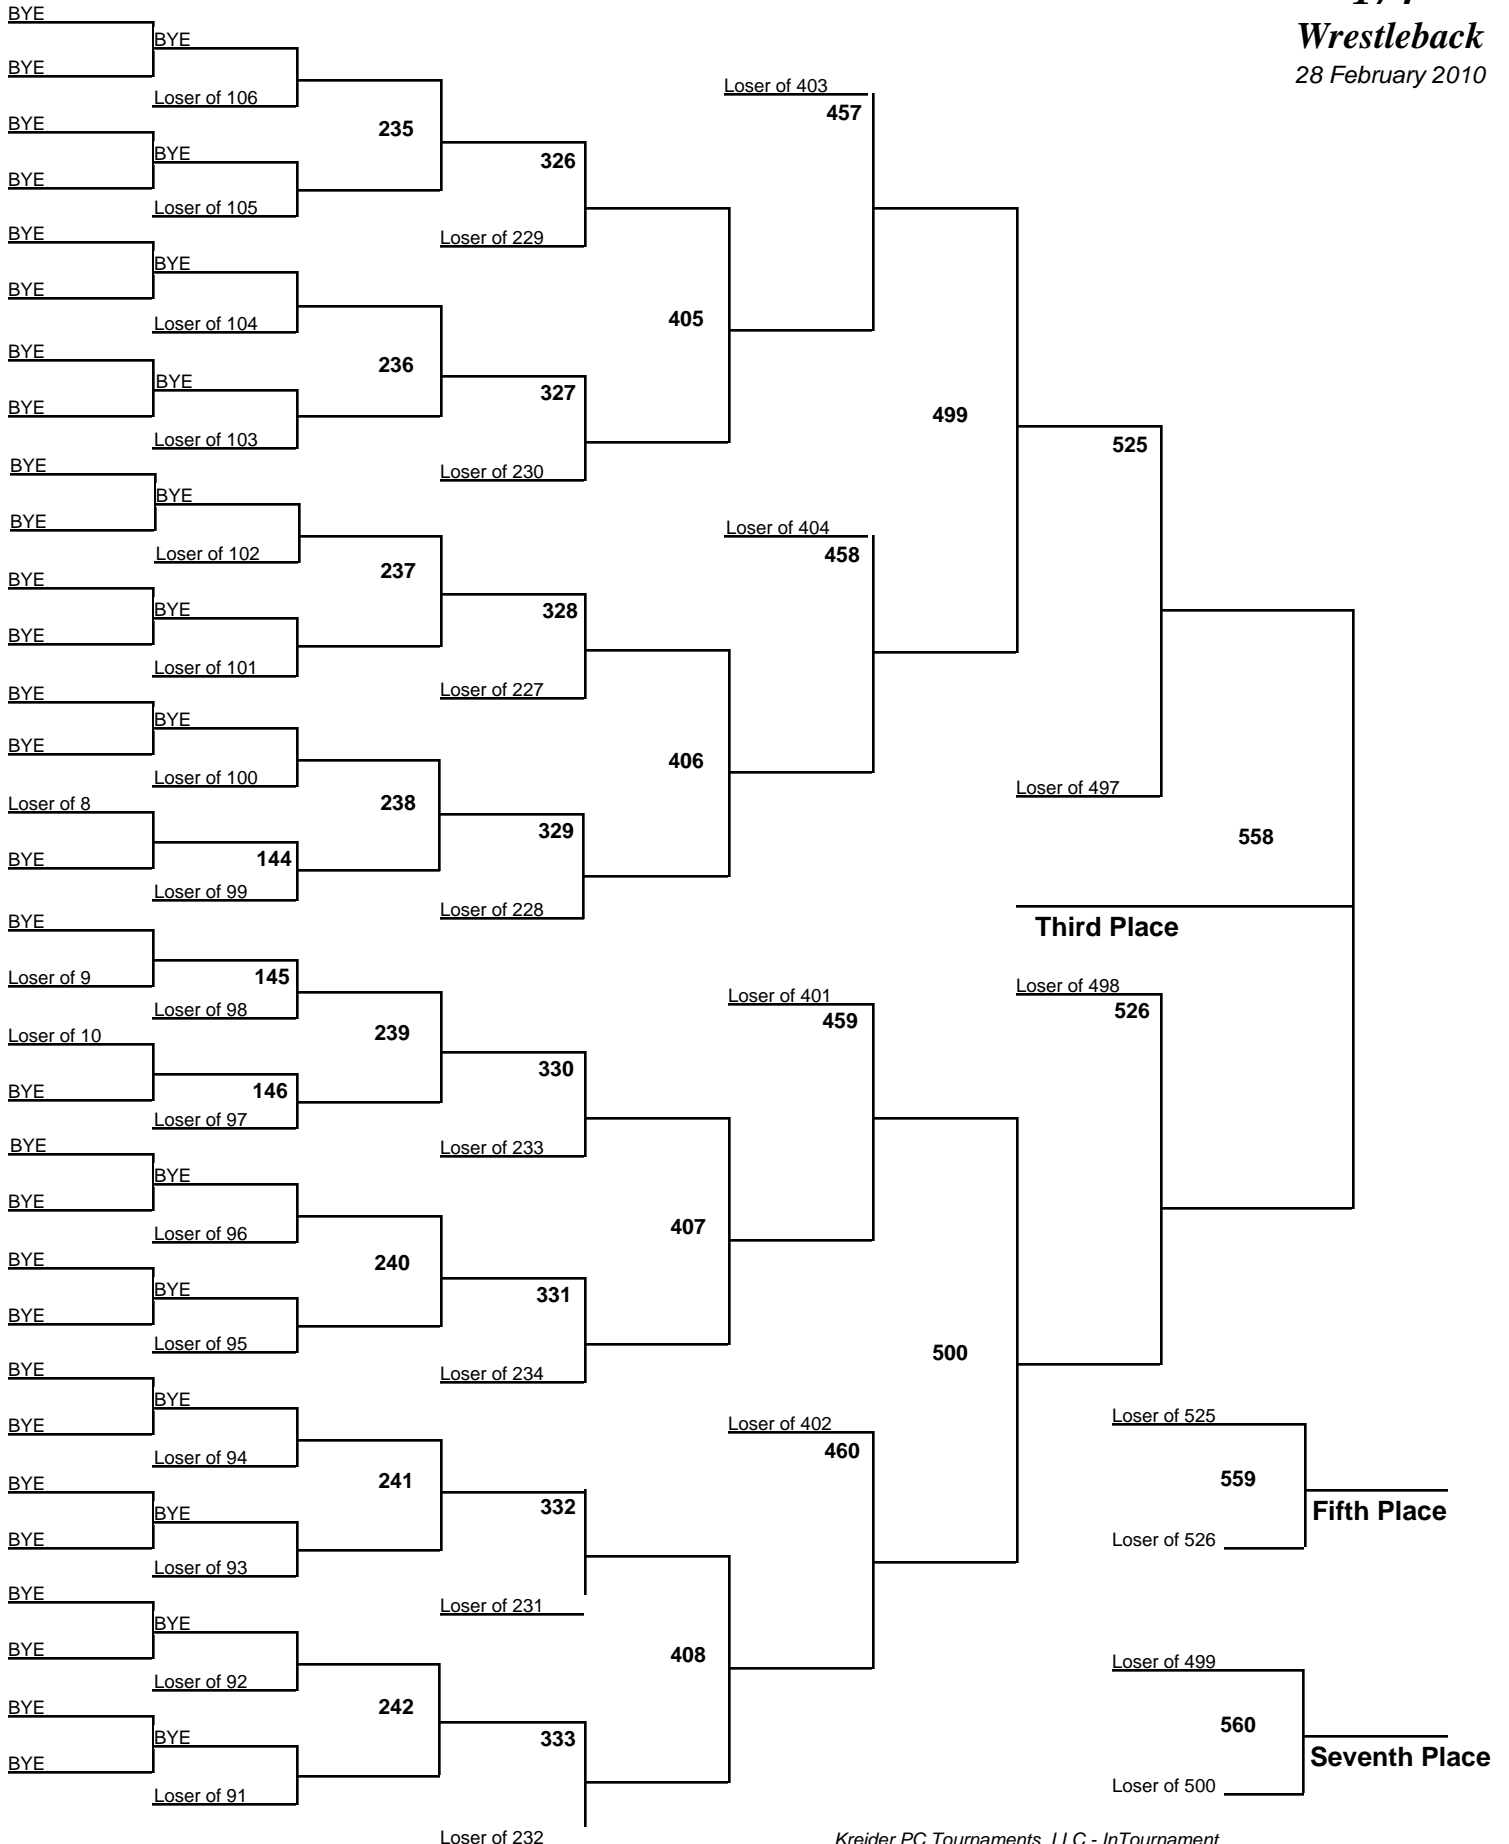 Wrestleback
28 February 2010
BYE
BYE
BYE
Loser of 106
235
BYE
BYE
BYE
Loser of 105
326
Loser of 229
BYE
BYE
BYE
Loser of 104
236
BYE
BYE
BYE
Loser of 103
327
Loser of 230
405
Loser of 403
457
BYE
BYE
BYE
Loser of 102
237
BYE
BYE
BYE
Loser of 101
328
Loser of 227
BYE
BYE
BYE
Loser of 100
238
Loser of 8
BYE
144
Loser of 99
329
Loser of 228
406
Loser of 404
458
499
525
Loser of 497
558
Third Place
BYE
Loser of 9
145
Loser of 98
239
Loser of 10
BYE
146
Loser of 97
330
Loser of 233
BYE
BYE
BYE
Loser of 96
240
BYE
BYE
BYE
Loser of 95
331
Loser of 234
407
Loser of 401
459
Loser of 498
526
BYE
BYE
BYE
Loser of 94
241
BYE
BYE
BYE
Loser of 93
332
Loser of 231
BYE
BYE
BYE
Loser of 92
242
BYE
BYE
BYE
Loser of 91
333
Loser of 232
408
Loser of 402
460
500
Loser of 525
559
Fifth Place
Loser of 526
Loser of 499
560
Seventh Place
Loser of 500
Kreider PC Tournaments, LLC - InTournament